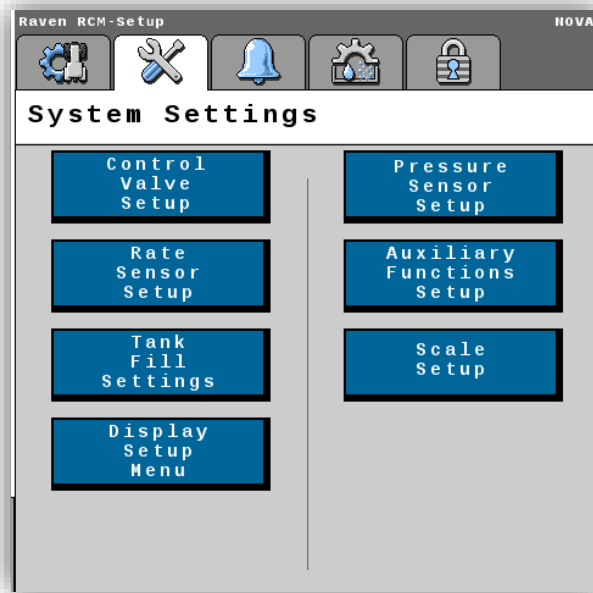 Raven RCM-Setup
NOVA
System Settings
Control
Valve
Setup
Rate
Sensor
Setup
Tank
Fill
Settings
Display
Setup
Menu
Pressure
Sensor
Setup
Auxiliary
Functions
Setup
Scale
Setup